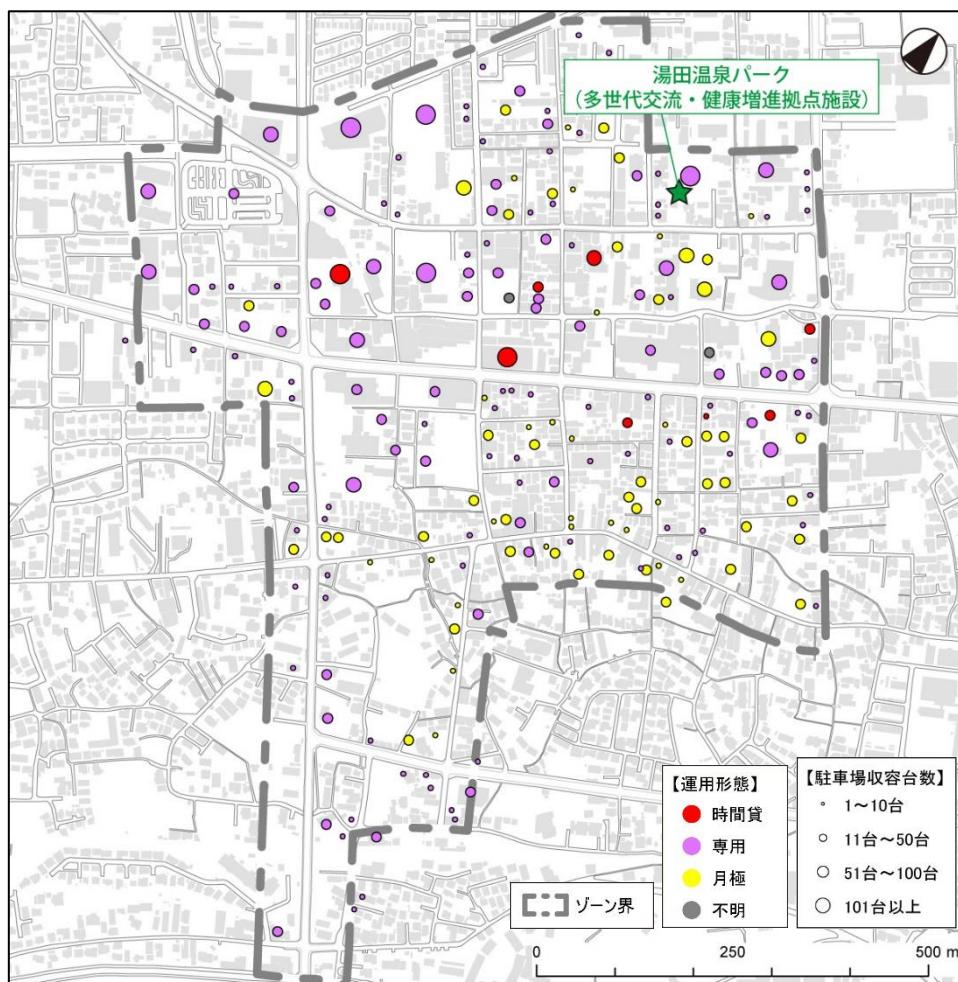 湯田温泉パーク
(多世代交流・健康増進拠点施設)
【運用形態】
時間貸
専用
月極
不明
【駐車場収容台数】
1~10台
11台~50台
51台~100台
101台以上
ゾーン界
0 250 500 m